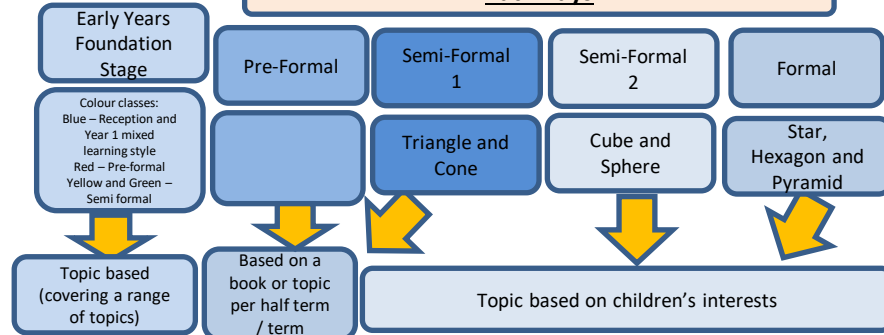 Early Years
Foundation
Stage
Pre-Formal
Semi-Formal
1
Semi-Formal
2
Formal
Colour classes:
Blue – Reception and
Year 1 mixed
learning style
Red – Pre-formal
Yellow and Green –
Semi formal
Triangle and
Cone
Cube and
Sphere
Star,
Hexagon and
Pyramid
Topic based
(covering a range
of topics)
Based on a
book or topic
per half term
/ term
Topic based on children’s interests